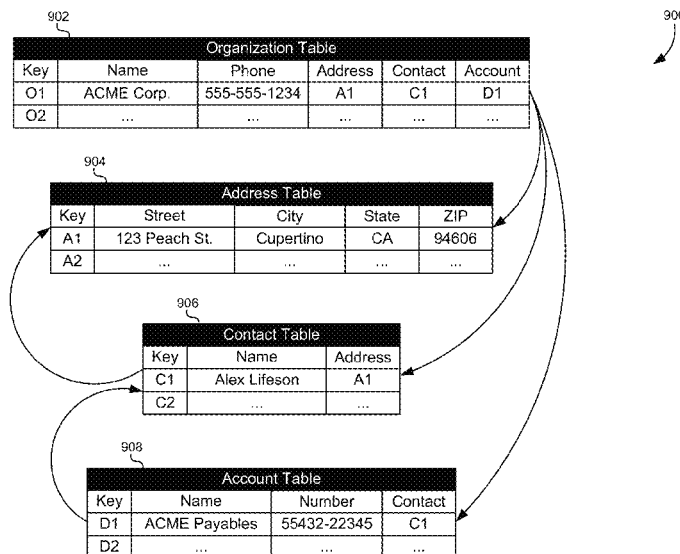 902
900
Organization Table
Key Name Phone Address Contact Account
O1 ACME Corp. 555-555-1234 A1 C1 D1
O2 ... ... ... ... ...
904
Address Table
Key Street City State ZIP
A1 123 Peach St. Cupertino CA 94606
A2 ... ... ... ...
906
Contact Table
Key Name Address
C1 Alex Lifeson A1
C2 ... ...
908
Account Table
Key Name Number Contact
D1 ACME Payables 55432-22345 C1
D2 ... ... ...